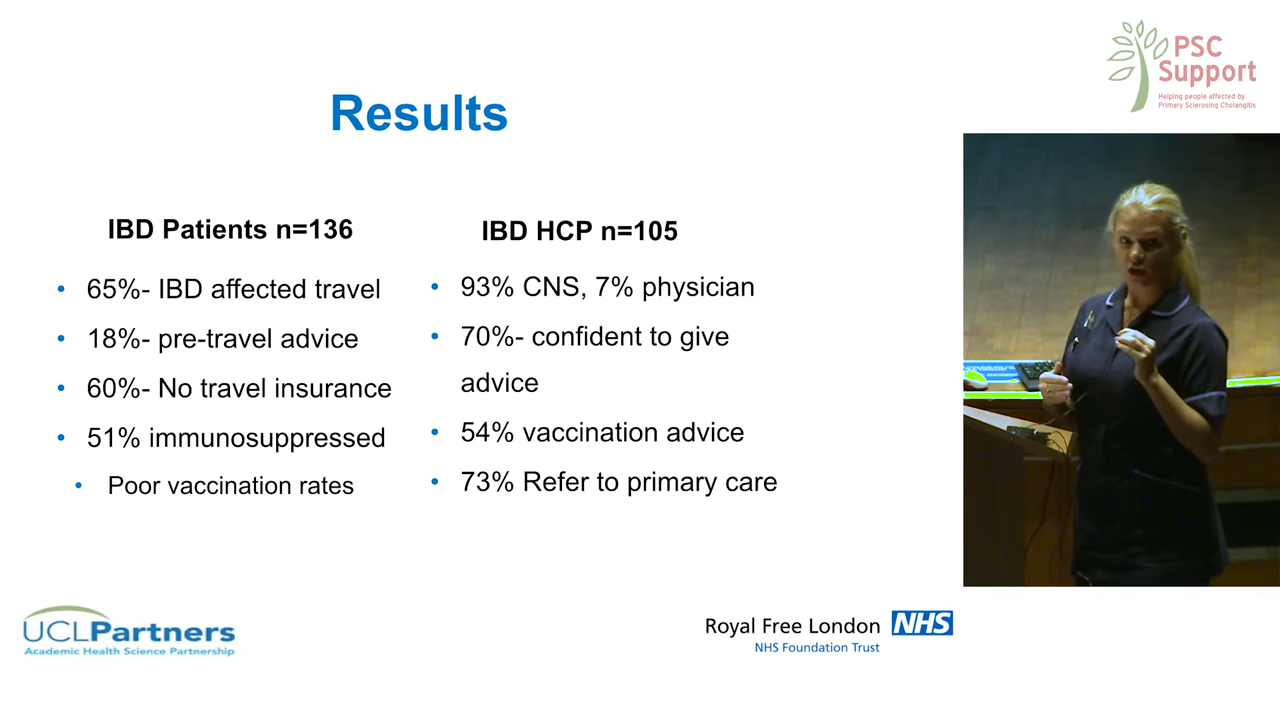 PSC
Support
Helping people affected by
Primary Sclerosing Cholangitis
Results
IBD Patients n=136
• 65%- IBD affected travel
• 18%- pre-travel advice
• 60%- No travel insurance
• 51% immunosuppressed
• Poor vaccination rates
IBD HCP n=105
• 93% CNS, 7% physician
• 70%- confident to give
advice
• 54% vaccination advice
• 73% Refer to primary care
UCLPartners
Academic Health Science Partnership
Royal Free London NHS
NHS Foundation Trust